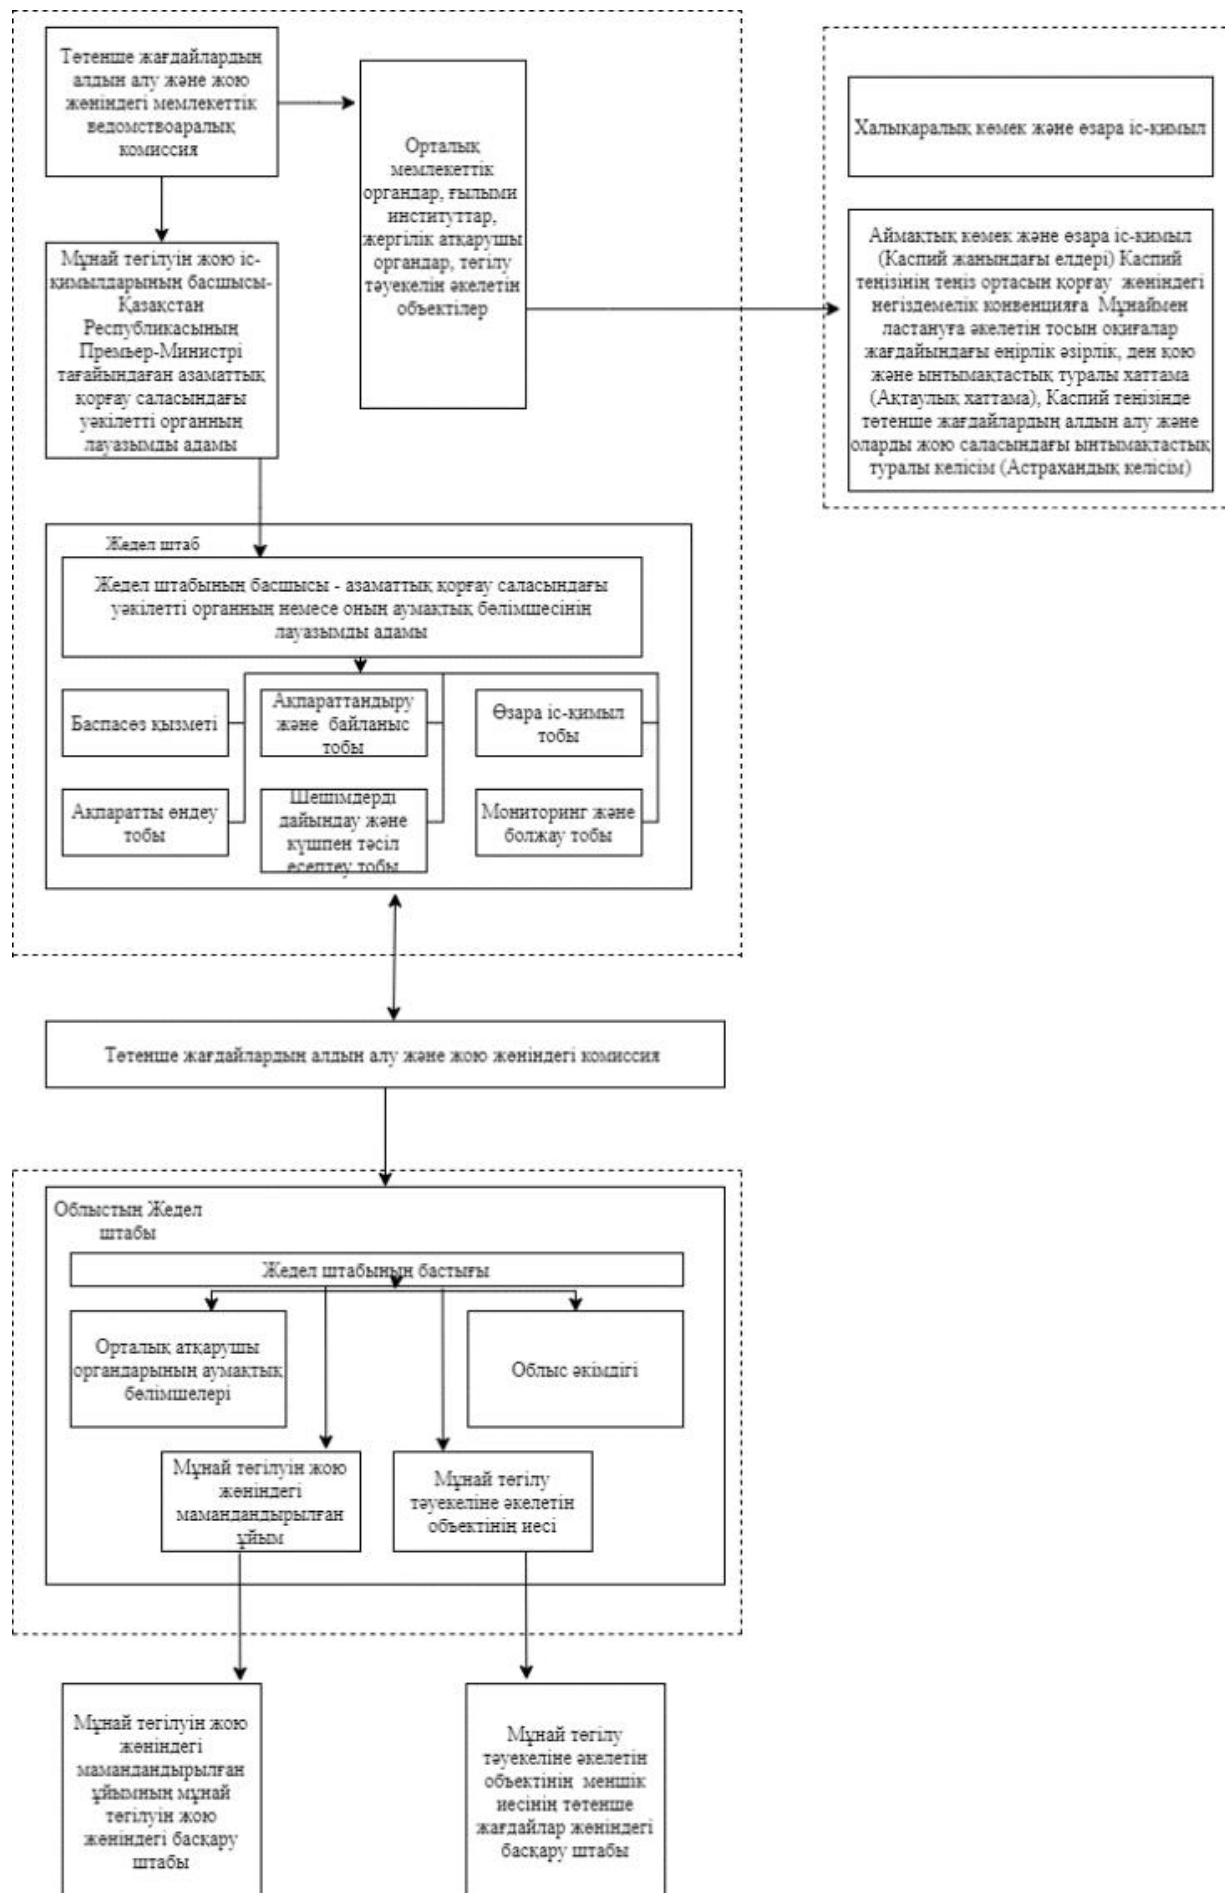 Төтенше жағдайлардың
алдын алу және жою
жөніндегі мемлекеттік
ведомствоаралық
комиссия
Орталық
мемлекеттік
органдар, ғылыми
институттар,
жергілік атқарушы
органдар, төгілу
тәуекелін әкелетін
объектілер
Халықаралық көмек және өзара іс-қимыл
Аймақтық көмек және өзара іс-қимыл
(Каспий жанындағы елдері) Каспий
теңізінің теңіз ортасын қорғау жөніндегі
негіздемелік конвенцияға Мұнаймен
ластануға әкелетін тосын оқиғалар
жағдайындағы өңірлік әзірлік, ден қою
және ынтымақтастық туралы хаттама
(Ақтаулық хаттама), Каспий теңізінде
төтенше жағдайлардың алдын алу және
оларды жою саласындағы ынтымақтастық
туралы келісім (Астрахандық келісім)
Мұнай төгілуін жою іс-
қимылдарының басшысы-
Қазақстан
Республикасының
Премьер-Министрі
тағайындаған азаматтық
қорғау саласындағы
уәкілетті органның
лауазымды адамы
Жедел штаб
Жедел штабының басшысы - азаматтық қорғау саласындағы
уәкілетті органның немесе оның аумақтық бөлімшесінің
лауазымды адамы
Баспасөз қызметі
Ақпараттандыру
және байланыс
тобы
Өзара іс-қимыл
тобы
Ақпаратты өңдеу
тобы
Шешімдерді
дайындау және
күшпен тәсіл
есептеу тобы
Мониторинг және
болжау тобы
Төтенше жағдайлардың алдын алу және жою жөніндегі комиссия
Облыстың Жедел
штабы
Жедел штабының бастығы
Орталық атқарушы
органдарының аумақтық
бөлімшелері
Облыс әкімдігі
Мұнай төгілуін жою
жөніндегі
мамандандырылған
ұйым
Мұнай төгілу
тәуекеліне әкелетін
объектінің иесі
Мұнай төгілуін жою
жөніндегі
мамандандырылған
ұйымның мұнай
төгілуін жою
жөніндегі басқару
штабы
Мұнай төгілу
тәуекеліне әкелетін
объектінің меншік
иесінің төтенше
жағдайлар жөніндегі
басқару штабы